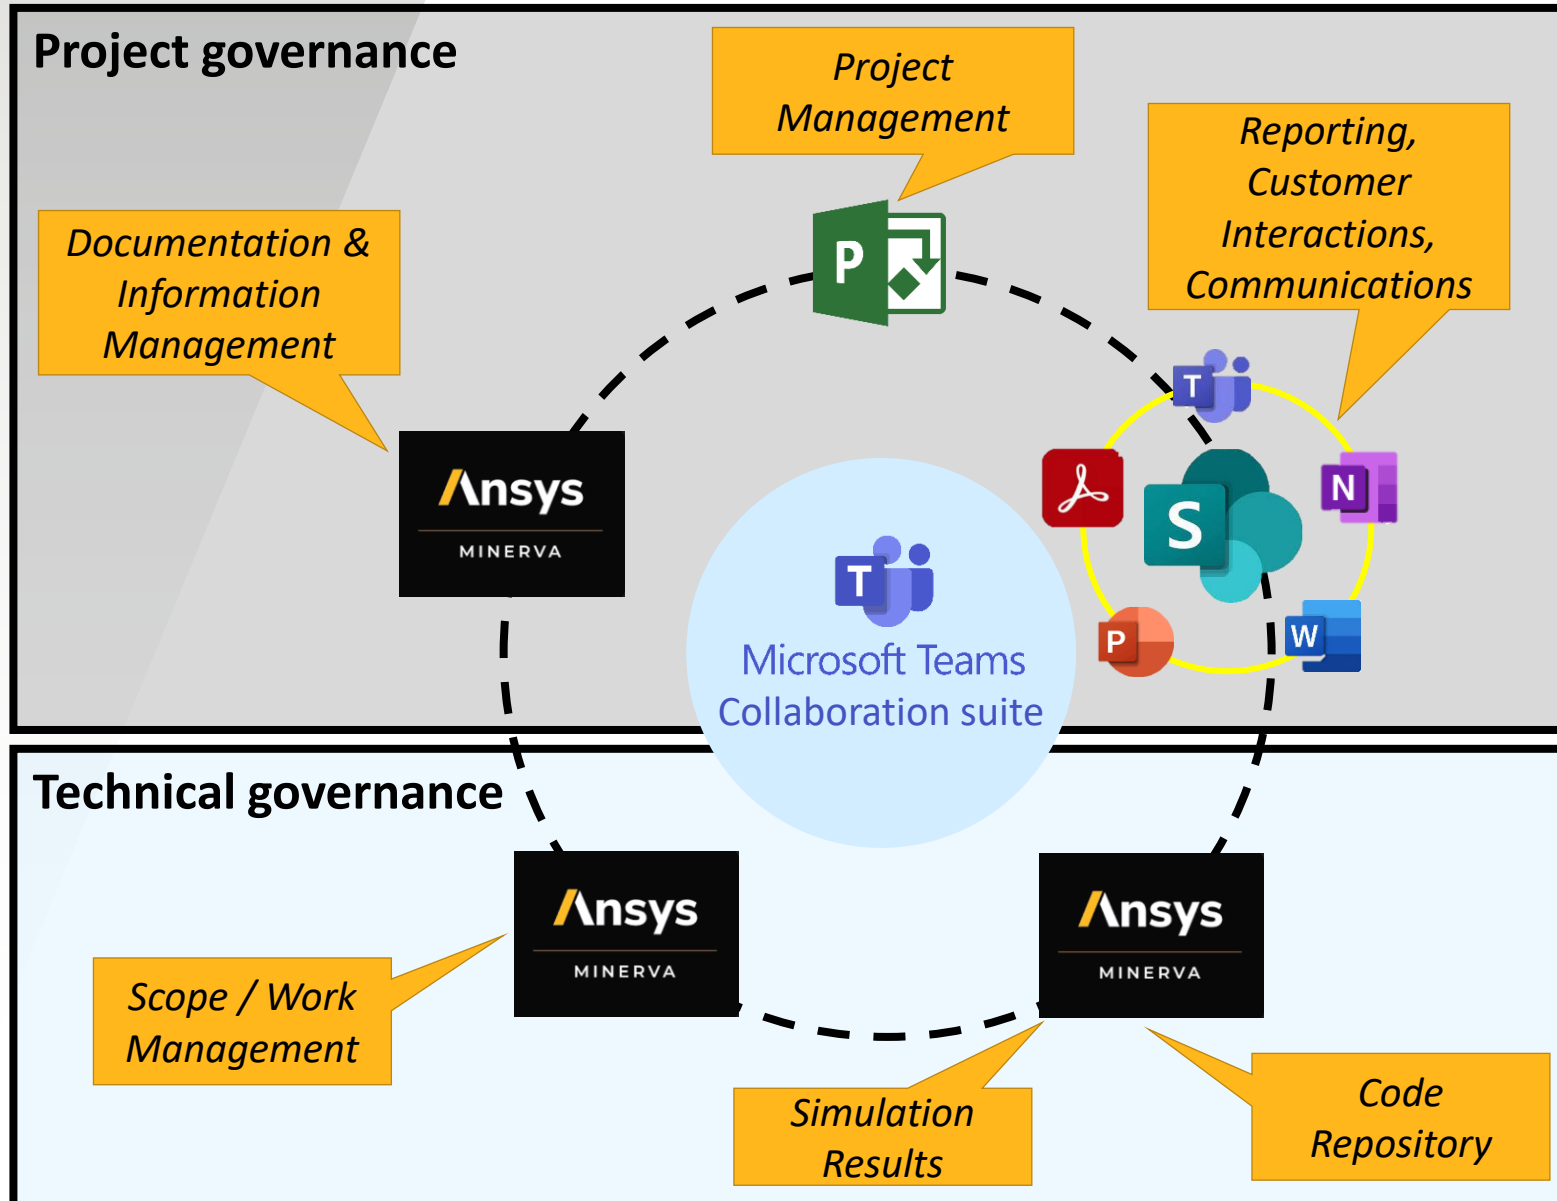 Project governance
Project
Management
Reporting,
Customer
Interactions,
Communications
Documentation &
Information
Management
P
T
Ansys
MINERVA
N
S
T
P
W
Microsoft Teams
Collaboration suite
Technical governance
Ansys
MINERVA
Ansys
MINERVA
Scope / Work
Management
Simulation
Results
Code
Repository